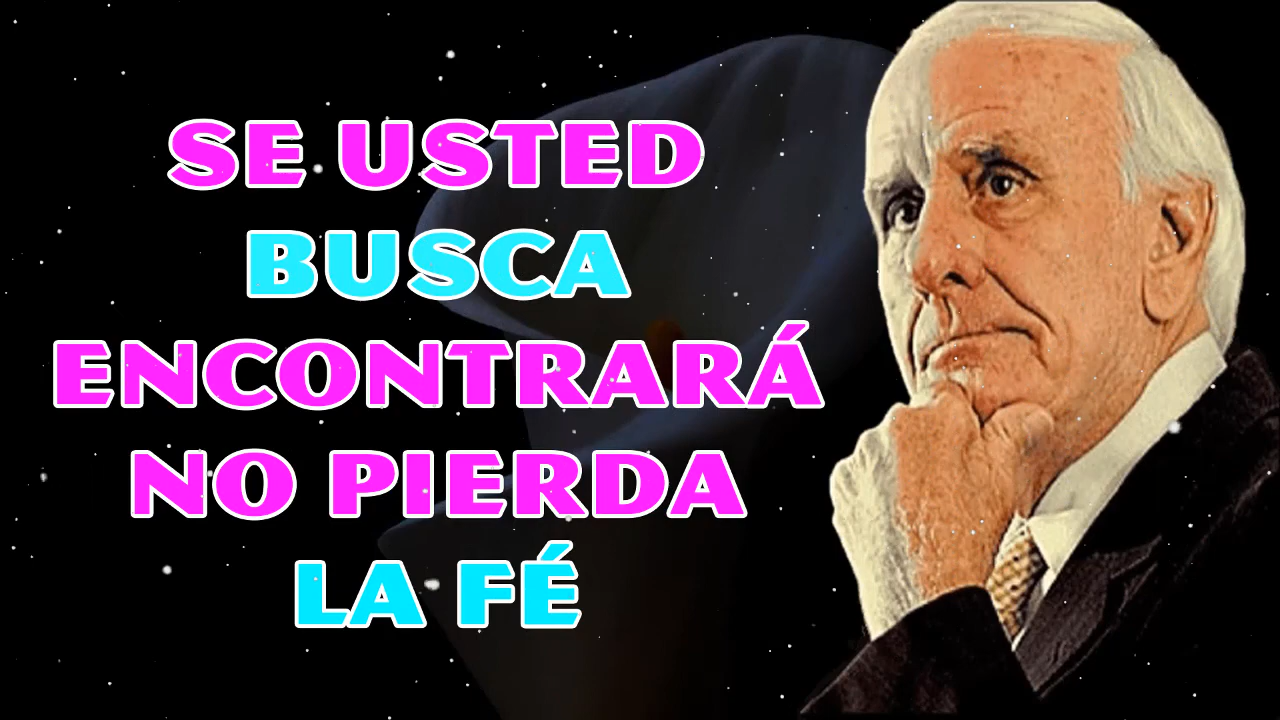 SE USTED
BUSCA
ENCONTRARÁ
NO PIERDA
LA FÉ